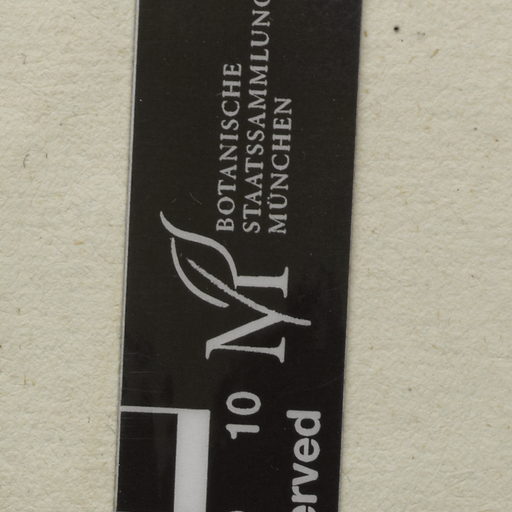 BOTANISCHE
STAATSSAMMLUNG
MÜNCHEN
M
10
erved